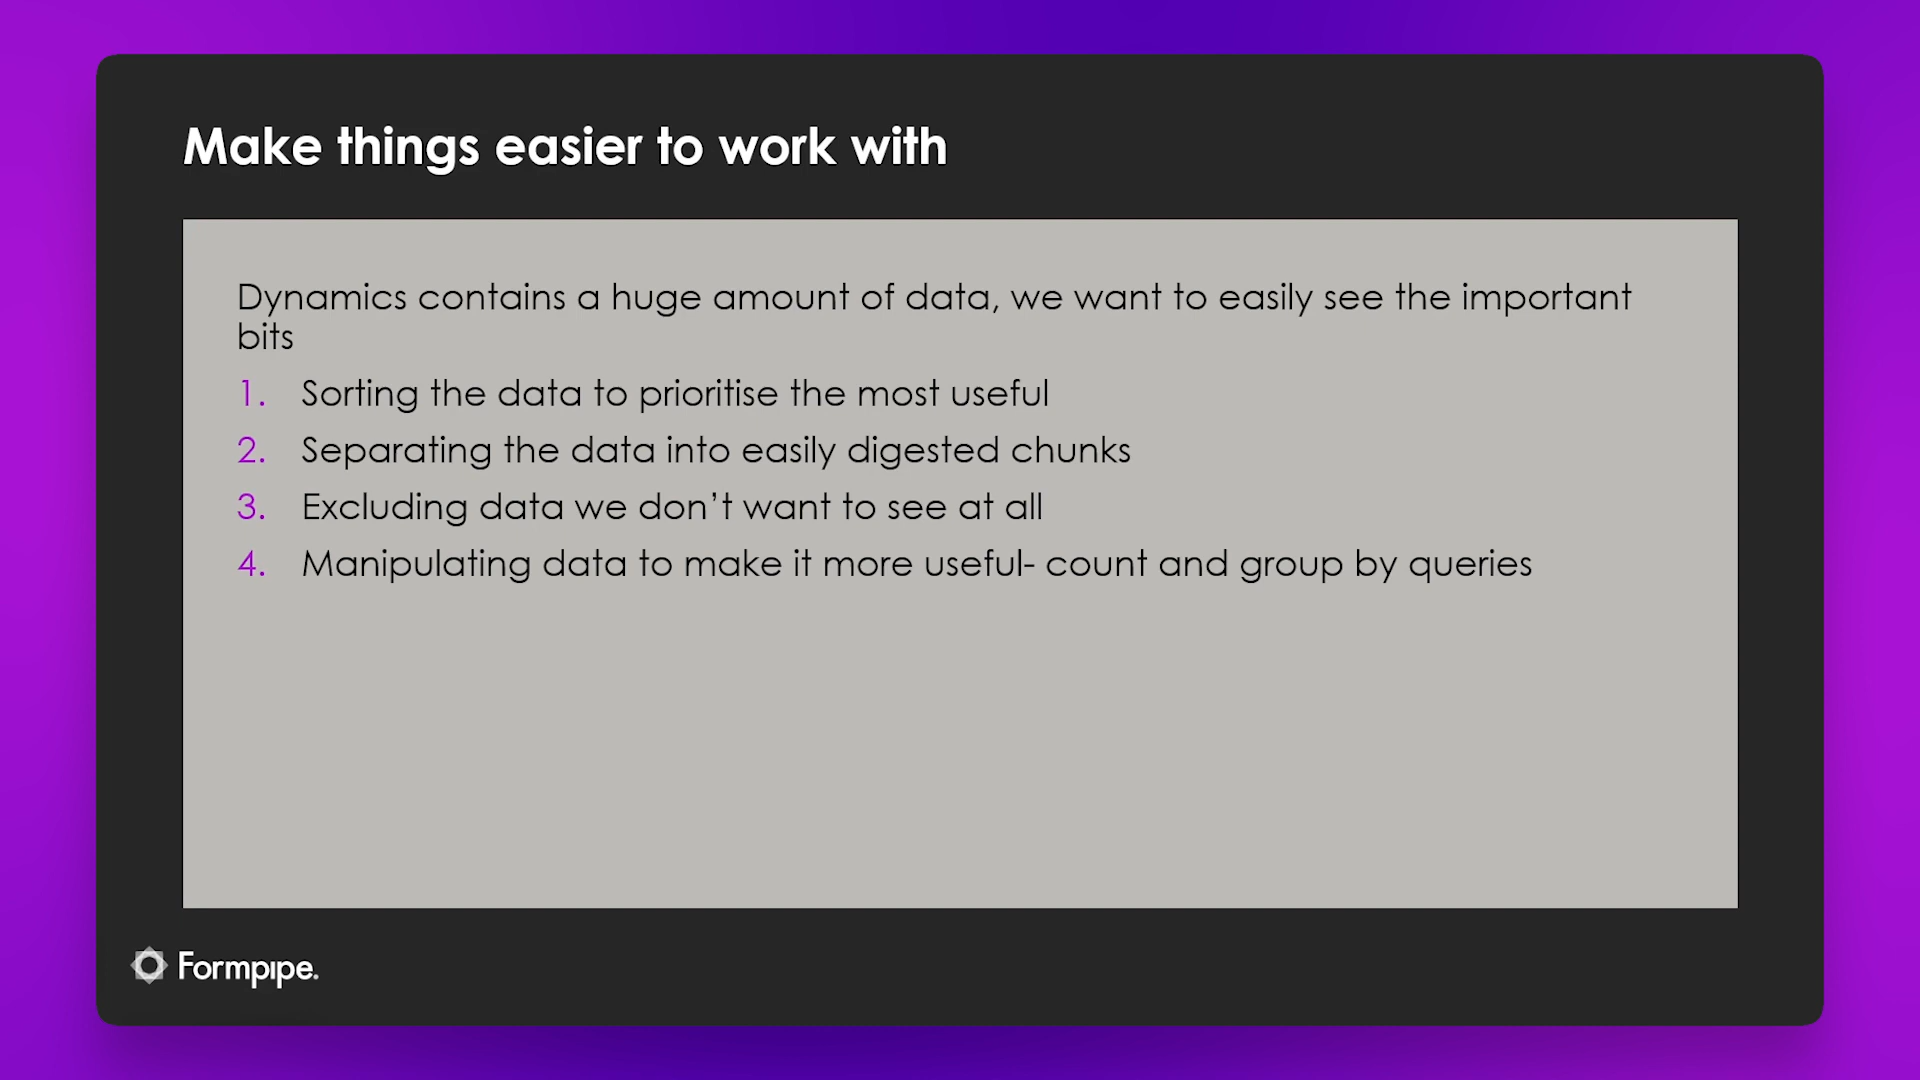 Make things easier to work with
Dynamics contains a huge amount of data, we want to easily see the important
bits
1. Sorting the data to prioritise the most useful
2. Separating the data into easily digested chunks
3. Excluding data we don’t want to see at all
4. Manipulating data to make it more useful- count and group by queries
Formpipe.